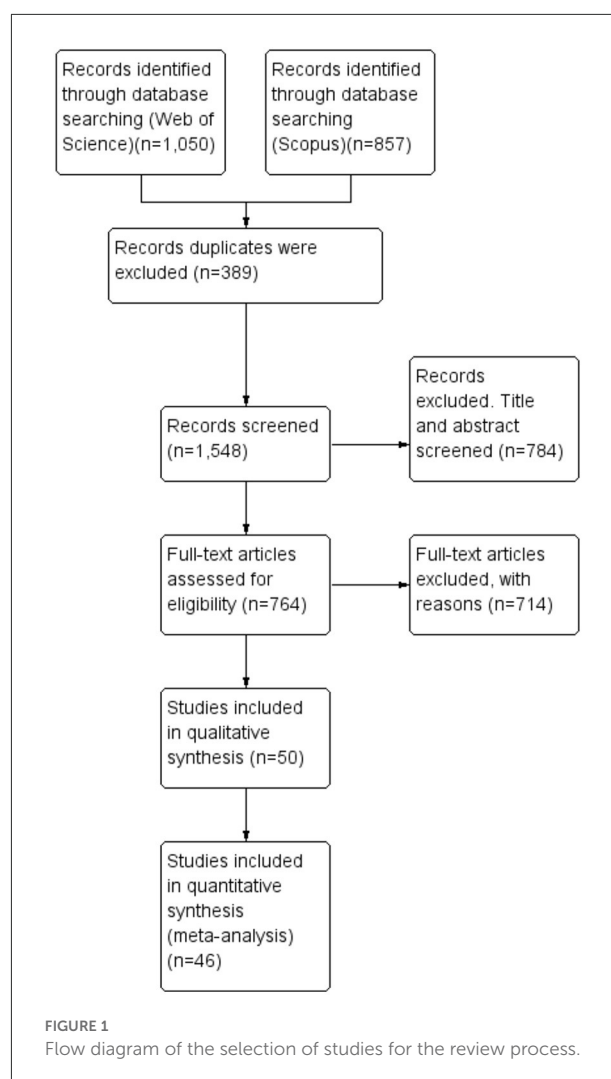 Records identified
through database
searching (Web of
Science)(n=1,050)
Records identified
through database
searching
(Scopus)(n=857)
Records duplicates were
excluded (n=389)
Records screened
(n=1,548)
Records
excluded. Title
and abstract
screened (n=784)
Full-text articles
assessed for
eligibility (n=764)
Full-text articles
excluded, with
reasons (n=714)
Studies included
in qualitative
synthesis (n=50)
Studies included
in quantitative
synthesis
(meta-analysis)
(n=46)
FIGURE 1
Flow diagram of the selection of studies for the review process.